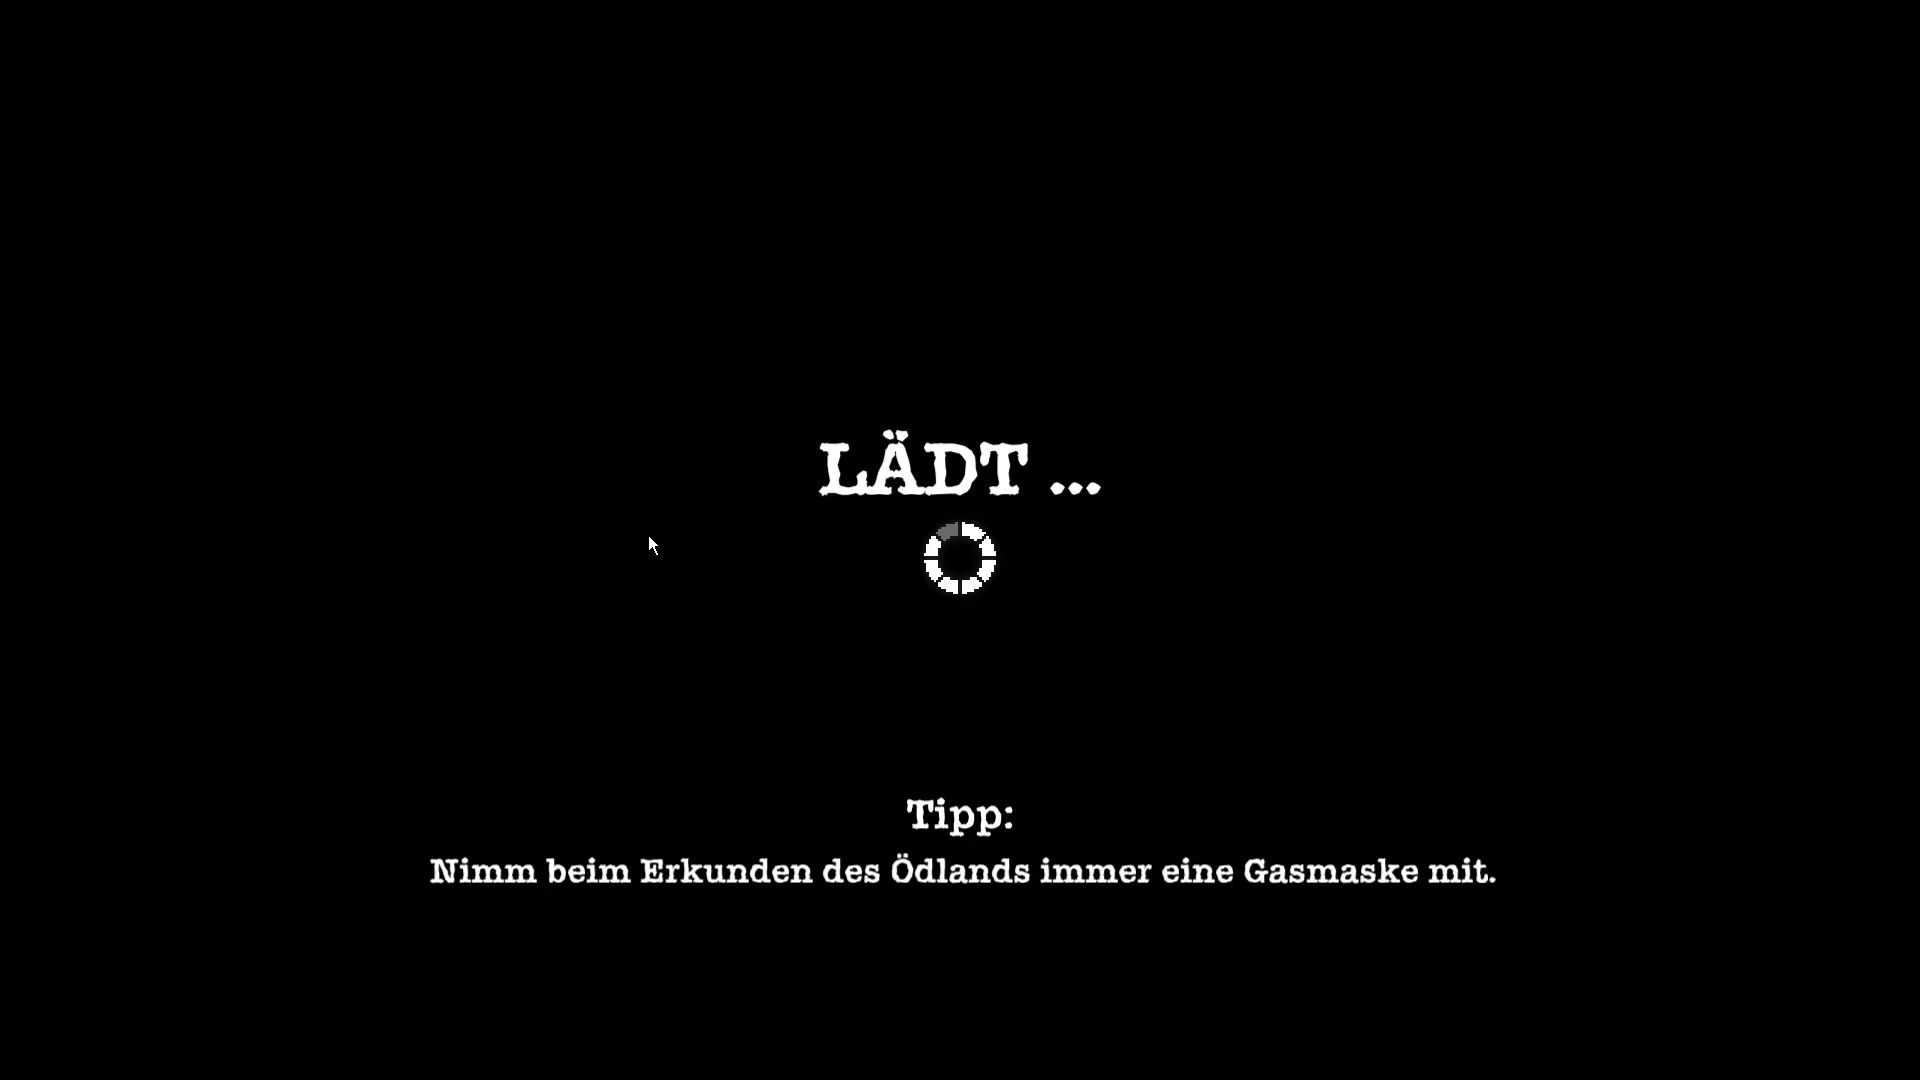 LÄDT ...
Tipp:
Nimm beim Erkunden des Ödlands immer eine Gasmaske mit.